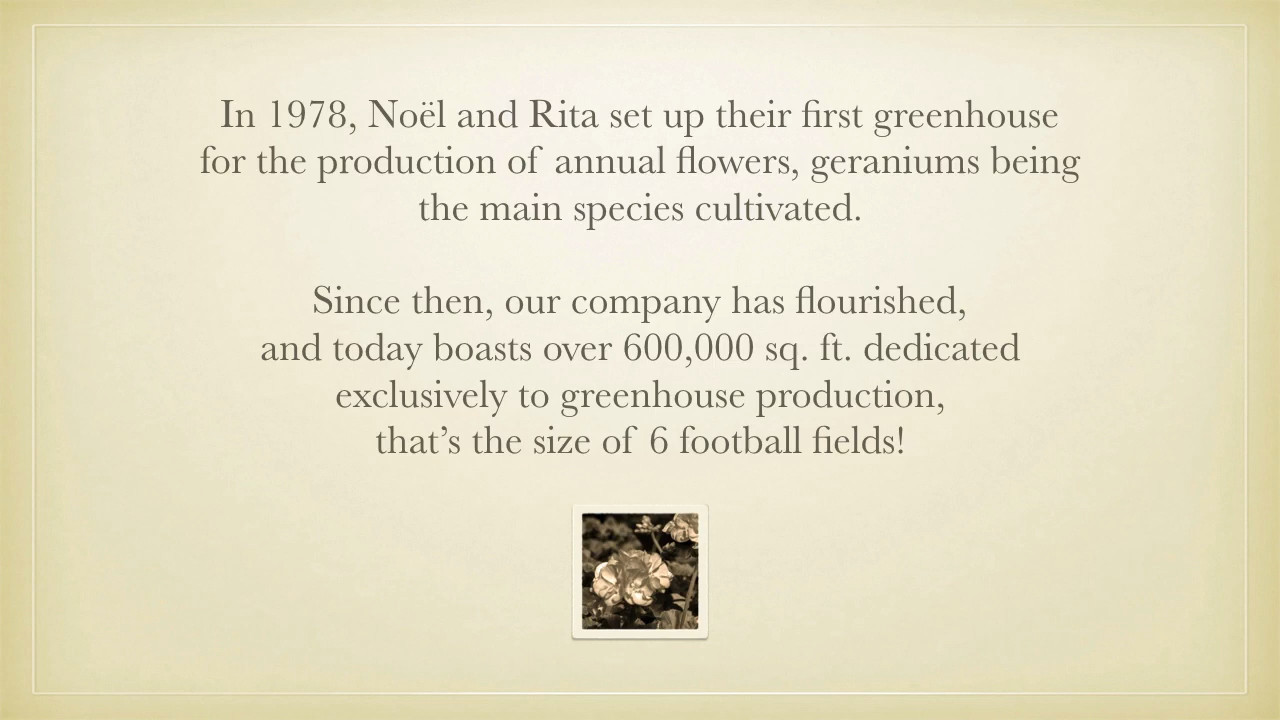 In 1978, Noël and Rita set up their first greenhouse
for the production of annual flowers, geraniums being
the main species cultivated.
Since then, our company has flourished,
and today boasts over 600,000 sq. ft. dedicated
exclusively to greenhouse production,
that’s the size of 6 football fields!